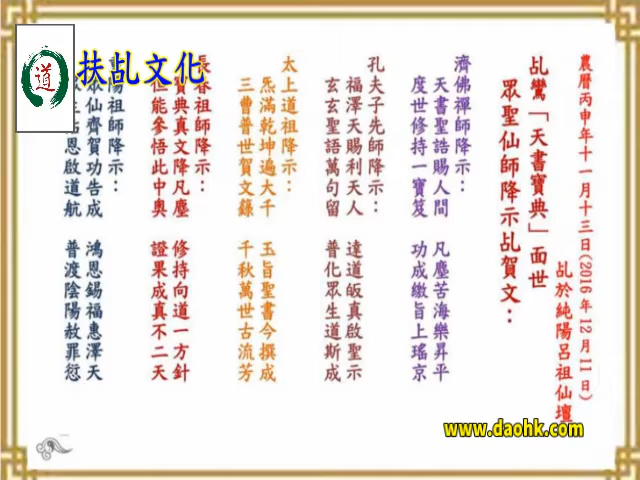 扶乩文化
道
農曆丙申年十一月十三日(2016年12月11日)
乩於純陽呂祖仙壇
乩鸞「天書寶典」面世
眾聖仙師降示乩賀文：
濟佛禪師降示：
天書聖誥賜人間 凡塵苦海樂昇平
度世修持一寶笈 功成繳旨上瑤京
孔夫子先師降示：
福澤天賜利天人 達道皈真啟聖示
玄玄聖語萬句留 普化眾生道斯成
太上道祖降示：
炁滿乾坤遍大千 玉旨聖書今撰成
三曹普世賀文籙 千秋萬世古流芳
長春祖師降示：
寶典真文降凡塵 修持向道一方針
但能參悟此中奧 證果成真不二天
陽祖師降示：
眾仙齊賀功告成 鴻恩錫福惠澤天
恩啟道航 普渡陰陽赦罪愆
www.daohk.com